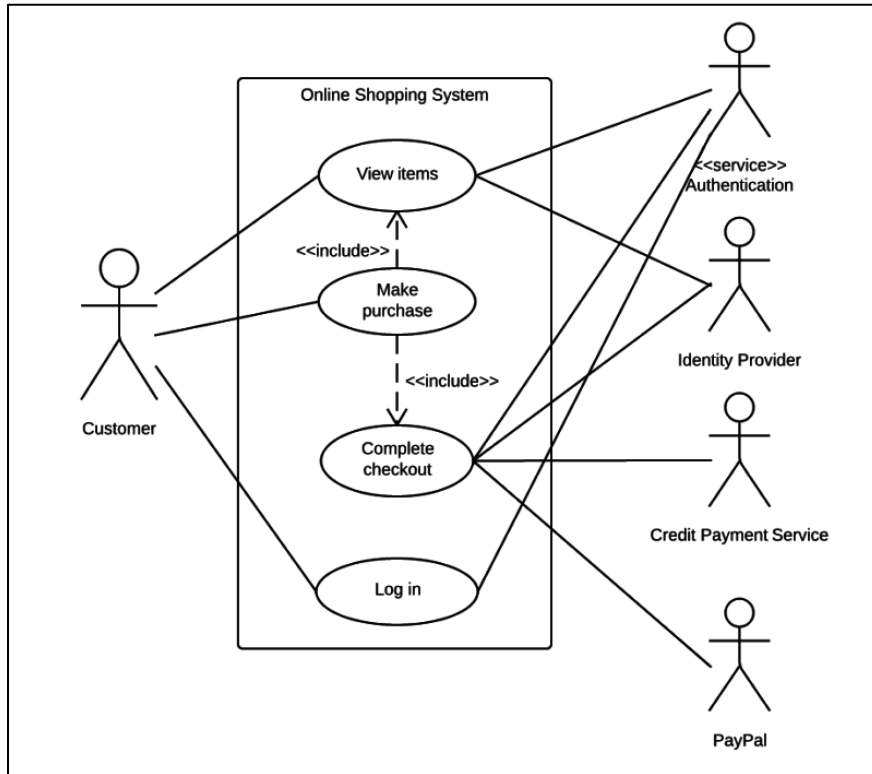 Online Shopping System
View items
<<service>>
Authentication
<<include>>
Make
purchase
Identity Provider
<<include>>
Customer
Complete
checkout
Credit Payment Service
Log in
PayPal